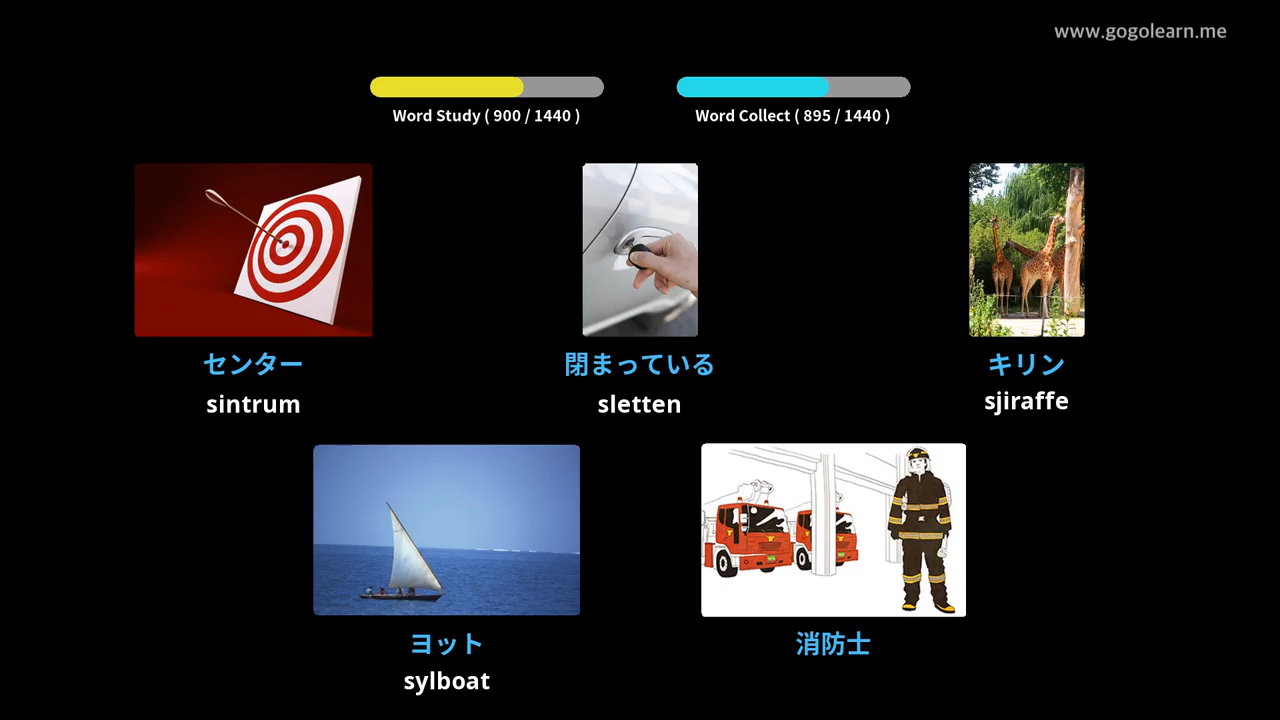 www.gogolearn.me
Word Study ( 900 / 1440 )
Word Collect ( 895 / 1440 )
センター
sintrum
閉まっている
sletten
キリン
sjiraffe
ヨット
sylboat
消防士